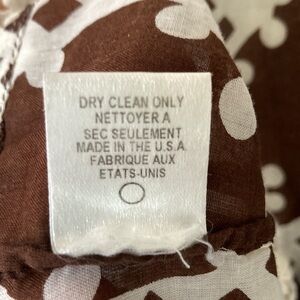 DRY CLEAN ONLY
NETTOYER A
SEC SEULEMENT
MADE IN THE U.S.A.
FABRIQUE AUX
ETATS-UNIS